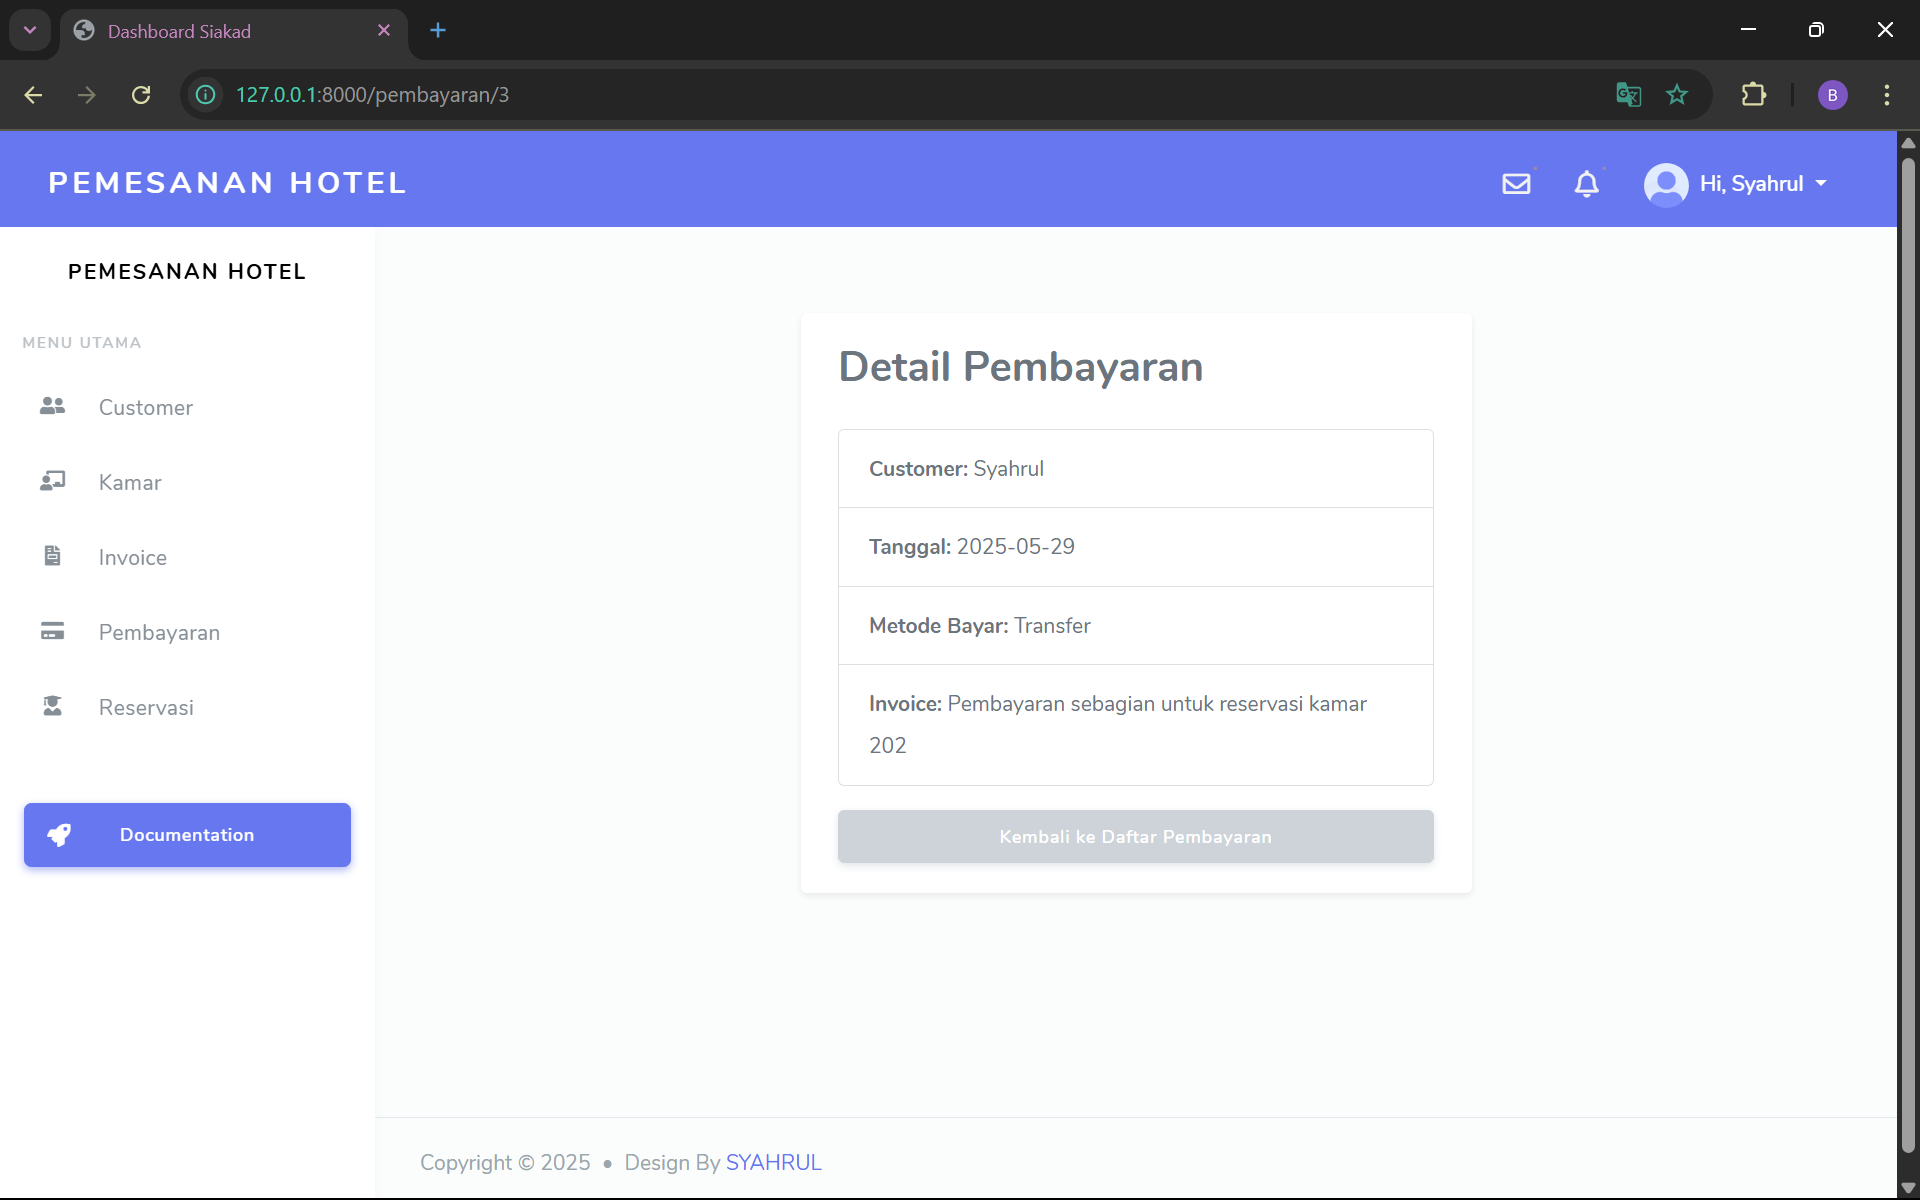 Dashboard Siakad
127.0.0.1:8000/pembayaran/3
B
PEMESANAN HOTEL
Hi, Syahrul
PEMESANAN HOTEL
MENU UTAMA
Customer
Kamar
Invoice
Pembayaran
Reservasi
Documentation
Detail Pembayaran
Customer: Syahrul
Tanggal: 2025-05-29
Metode Bayar: Transfer
Invoice: Pembayaran sebagian untuk reservasi kamar
202
Kembali ke Daftar Pembayaran
Copyright © 2025 • Design By SYAHRUL